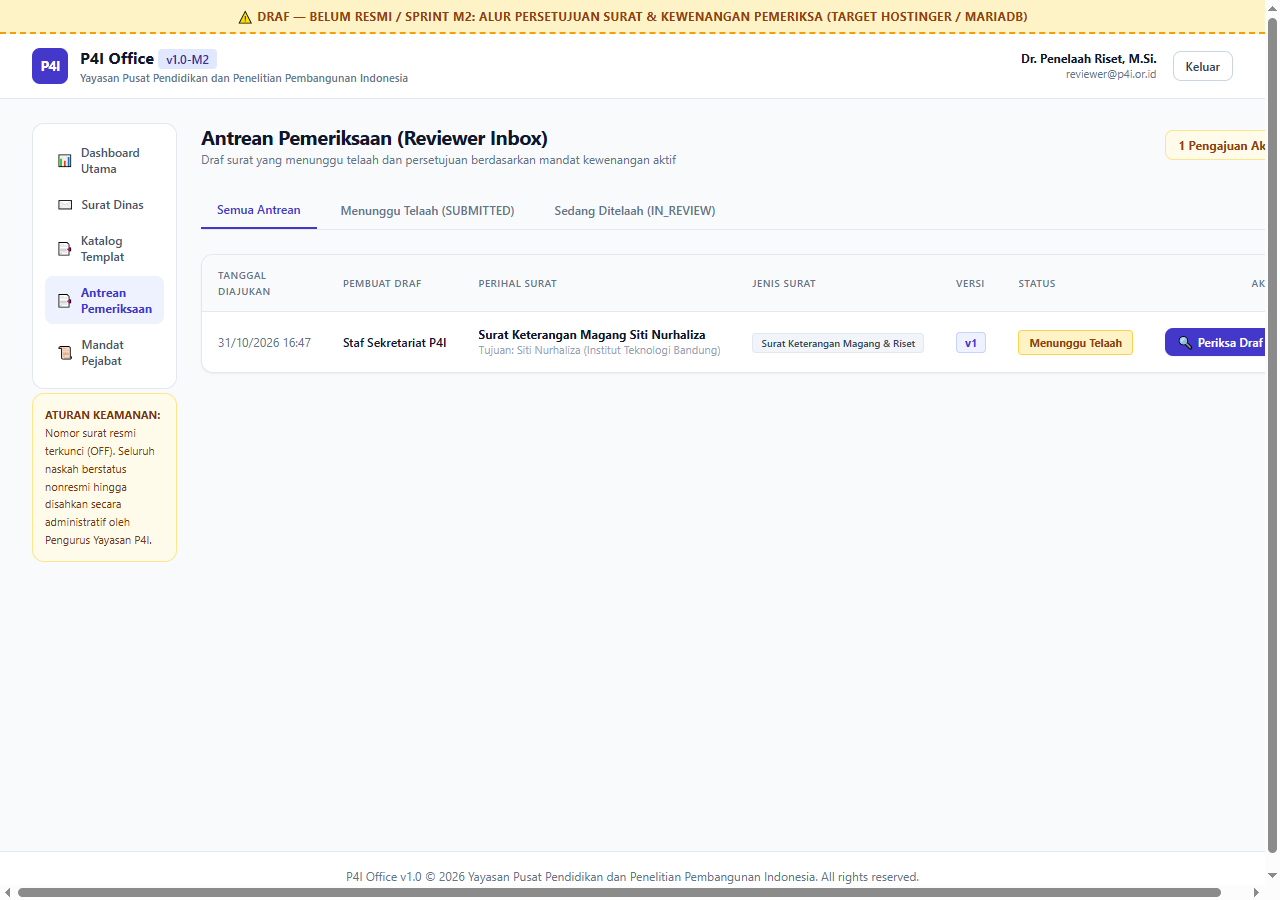 ⚠ DRAF — BELUM RESMI / SPRINT M2: ALUR PERSETUJUAN SURAT & KEWENANGAN PEMERIKSA (TARGET HOSTINGER / MARIADB)
P4I
P4I Office v1.0-M2
Yayasan Pusat Pendidikan dan Penelitian Pembangunan Indonesia
Dr. Penelaah Riset, M.Si.
reviewer@p4i.or.id
Keluar
Dashboard
Utama
Surat Dinas
Katalog
Templat
Antrean
Pemeriksaan
Mandat
Pejabat
ATURAN KEAMANAN:
Nomor surat resmi
terkunci (OFF). Seluruh
naskah berstatus
nonresmi hingga
disahkan secara
administratif oleh
Pengurus Yayasan P4I.
Antrean Pemeriksaan (Reviewer Inbox)
Draf surat yang menunggu telaah dan persetujuan berdasarkan mandat kewenangan aktif
1 Pengajuan Ak
Semua Antrean
Menunggu Telaah (SUBMITTED)
Sedang Ditelaah (IN_REVIEW)
TANGGAL
DIAJUKAN
PEMBUAT DRAF
PERIHAL SURAT
JENIS SURAT
VERSI
STATUS
AK
31/10/2026 16:47
Staf Sekretariat P4I
Surat Keterangan Magang Siti Nurhaliza
Tujuan: Siti Nurhaliza (Institut Teknologi Bandung)
Surat Keterangan Magang & Riset
v1
Menunggu Telaah
Periksa Draf
P4I Office v1.0 © 2026 Yayasan Pusat Pendidikan dan Penelitian Pembangunan Indonesia. All rights reserved.